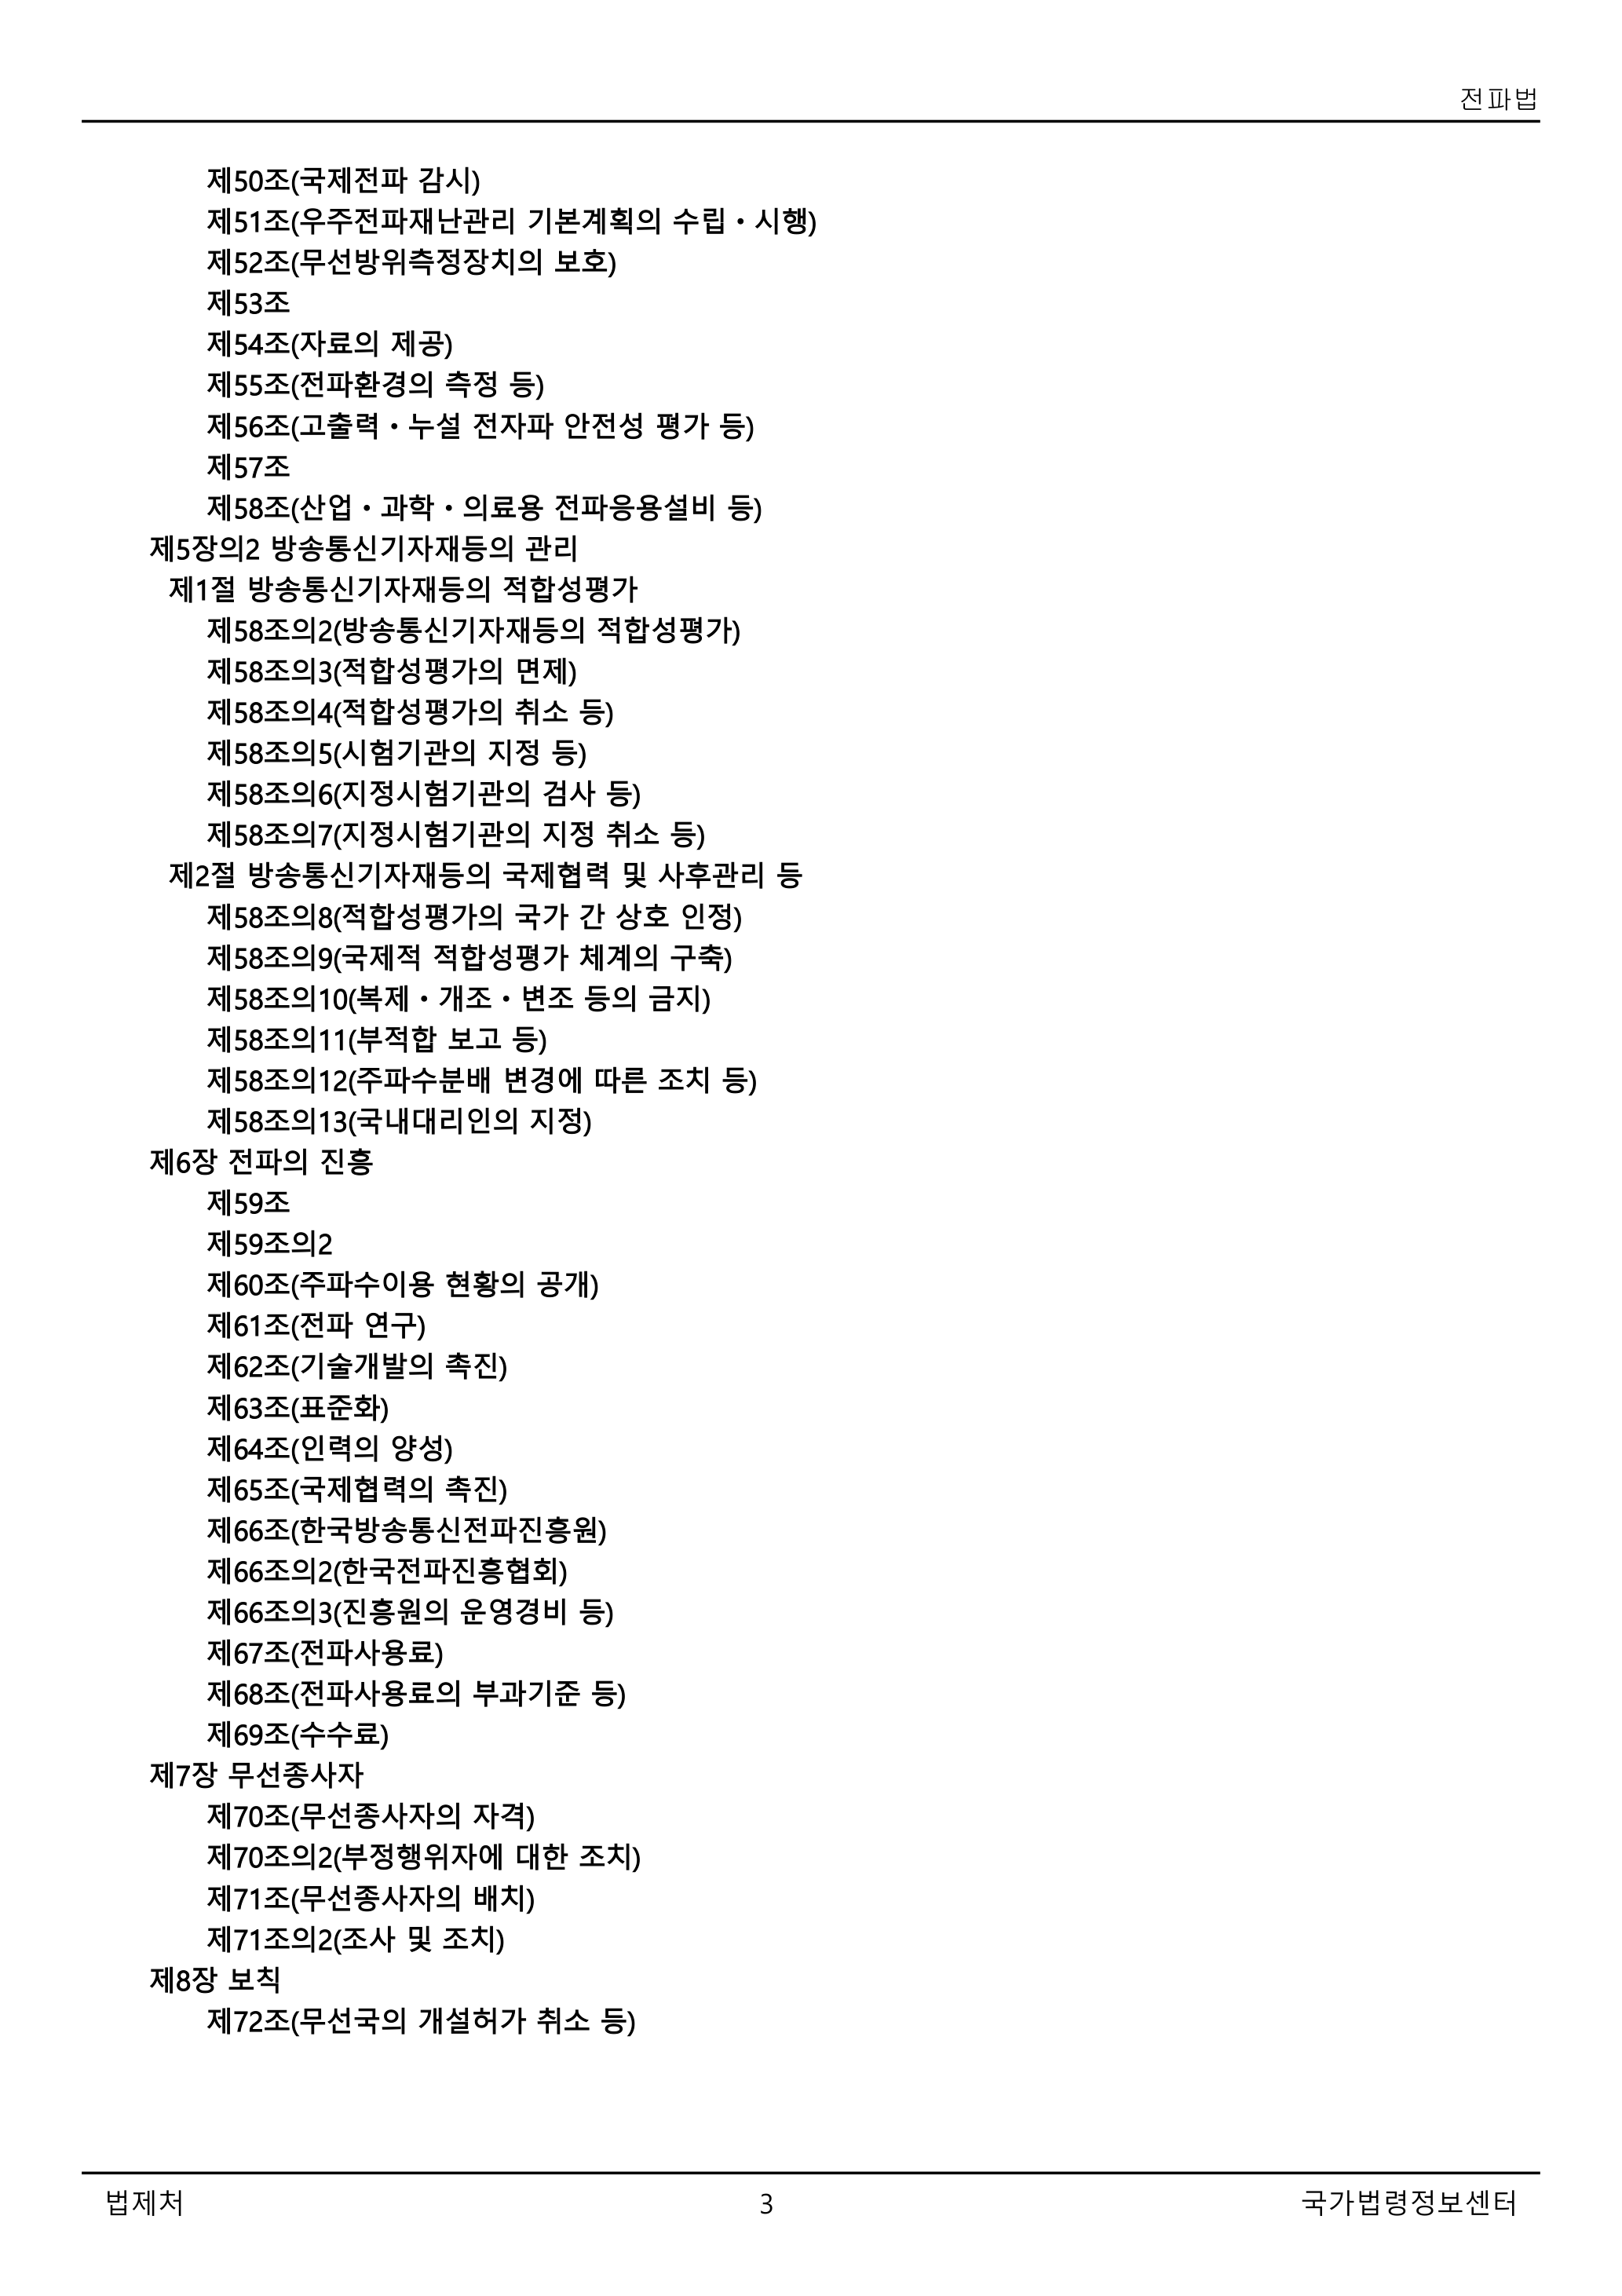 전파법
제50조(국제전파 감시)
제51조(우주전파재난관리 기본계획의 수립ㆍ시행)
제52조(무선방위측정장치의 보호)
제53조
제54조(자료의 제공)
제55조(전파환경의 측정 등)
제56조(고출력ㆍ누설 전자파 안전성 평가 등)
제57조
제58조(산업ㆍ과학ㆍ의료용 전파응용설비 등)
제5장의2 방송통신기자재등의 관리
제1절 방송통신기자재등의 적합성평가
제58조의2(방송통신기자재등의 적합성평가)
제58조의3(적합성평가의 면제)
제58조의4(적합성평가의 취소 등)
제58조의5(시험기관의 지정 등)
제58조의6(지정시험기관의 검사 등)
제58조의7(지정시험기관의 지정 취소 등)
제2절 방송통신기자재등의 국제협력 및 사후관리 등
제58조의8(적합성평가의 국가 간 상호 인정)
제58조의9(국제적 적합성평가 체계의 구축)
제58조의10(복제ㆍ개조ㆍ변조 등의 금지)
제58조의11(부적합 보고 등)
제58조의12(주파수분배 변경에 따른 조치 등)
제58조의13(국내대리인의 지정)
제6장 전파의 진흥
제59조
제59조의2
제60조(주파수이용 현황의 공개)
제61조(전파 연구)
제62조(기술개발의 촉진)
제63조(표준화)
제64조(인력의 양성)
제65조(국제협력의 촉진)
제66조(한국방송통신전파진흥원)
제66조의2(한국전파진흥협회)
제66조의3(진흥원의 운영경비 등)
제67조(전파사용료)
제68조(전파사용료의 부과기준 등)
제69조(수수료)
제7장 무선종사자
제70조(무선종사자의 자격)
제70조의2(부정행위자에 대한 조치)
제71조(무선종사자의 배치)
제71조의2(조사 및 조치)
제8장 보칙
제72조(무선국의 개설허가 취소 등)
법제처 3 국가법령정보센터